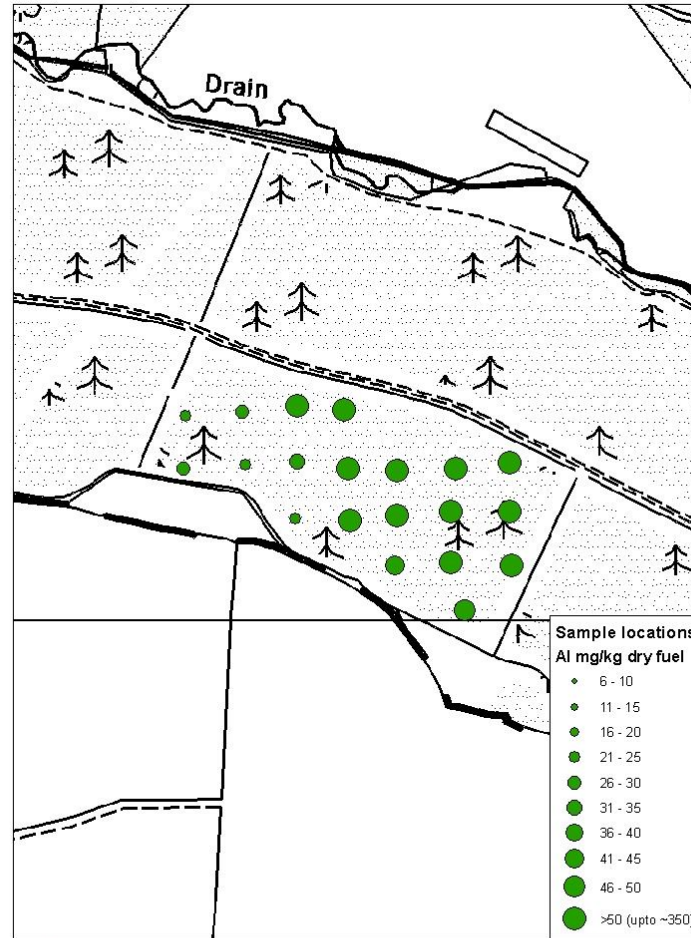 Drain
Sample locations
Al mg/kg dry fuel
6 - 10
11 - 15
16 - 20
21 - 25
26 - 30
31 - 35
36 - 40
41 - 45
46 - 50
>50 (upto ~350)